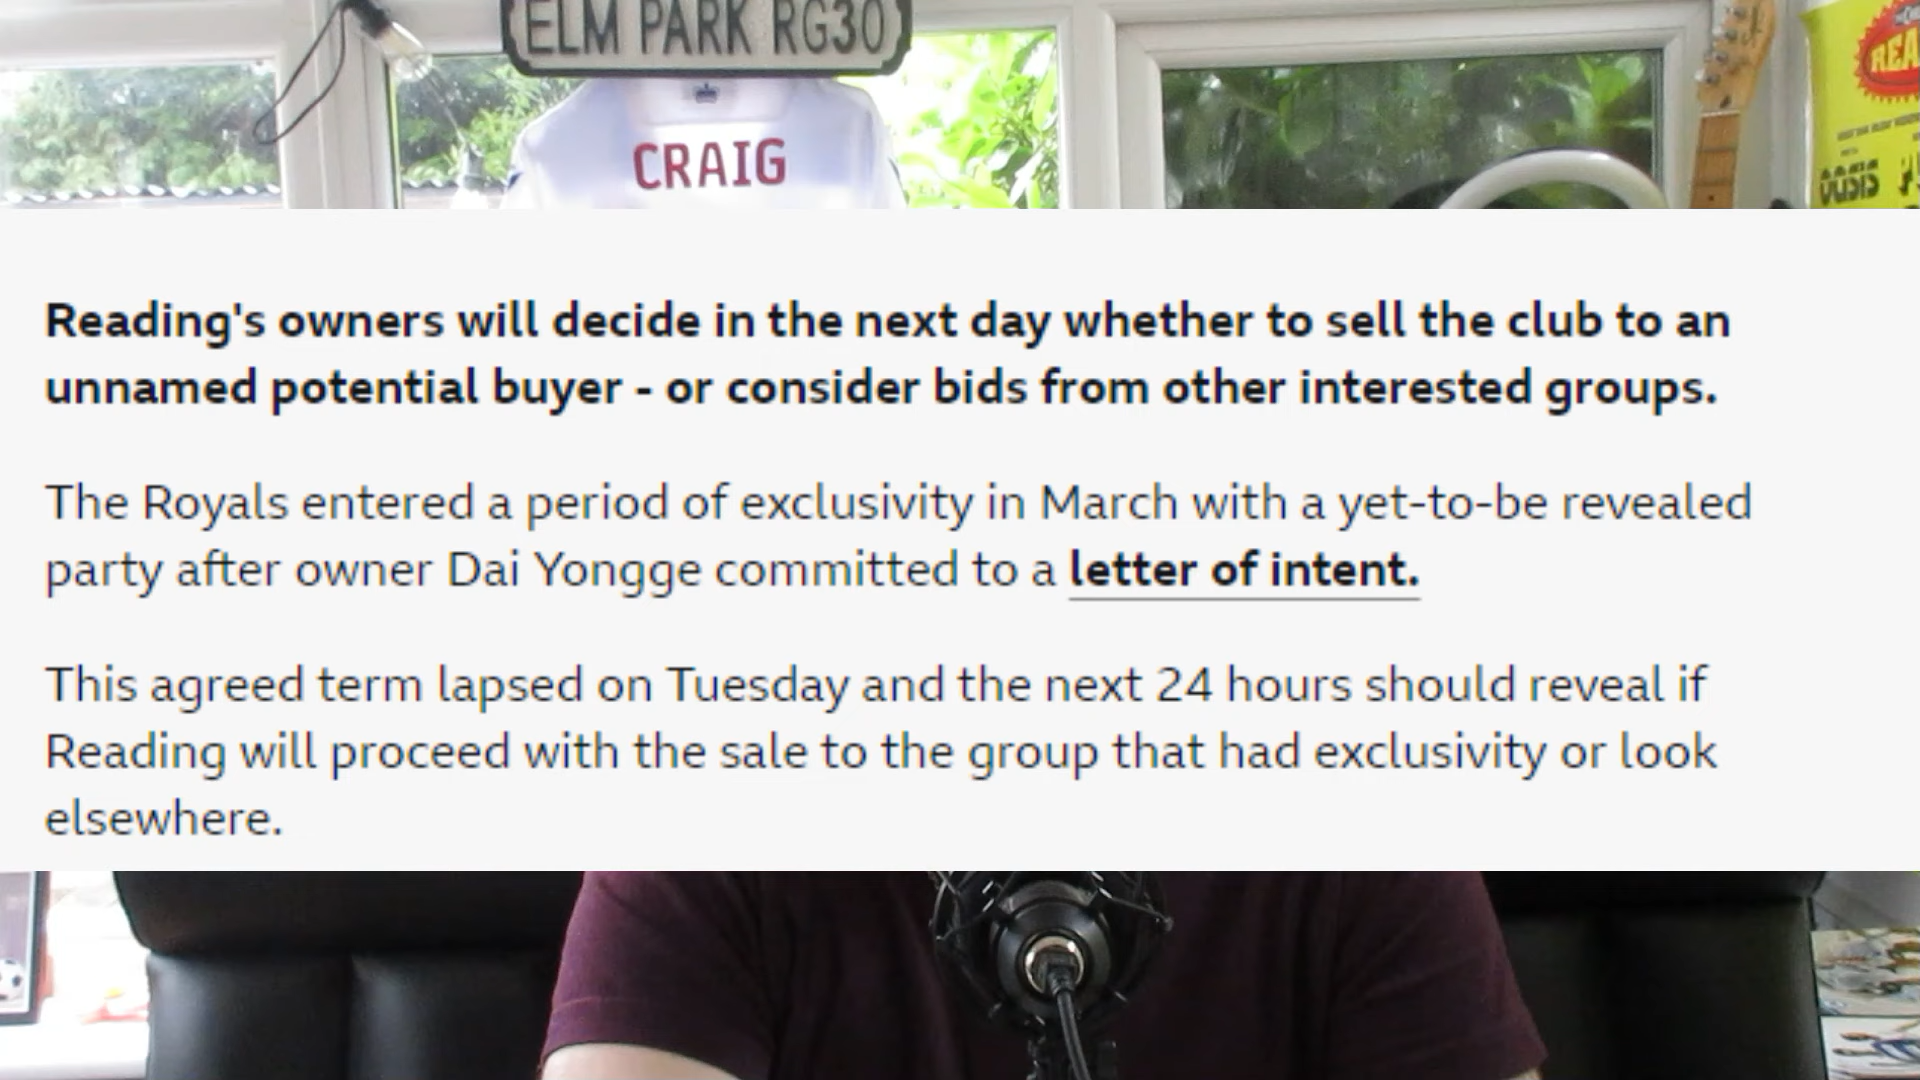 ELM PARK RG30
CRAIG
REA
OASIS
Reading's owners will decide in the next day whether to sell the club to an
unnamed potential buyer - or consider bids from other interested groups.
The Royals entered a period of exclusivity in March with a yet-to-be revealed
party after owner Dai Yongge committed to a letter of intent.
This agreed term lapsed on Tuesday and the next 24 hours should reveal if
Reading will proceed with the sale to the group that had exclusivity or look
elsewhere.